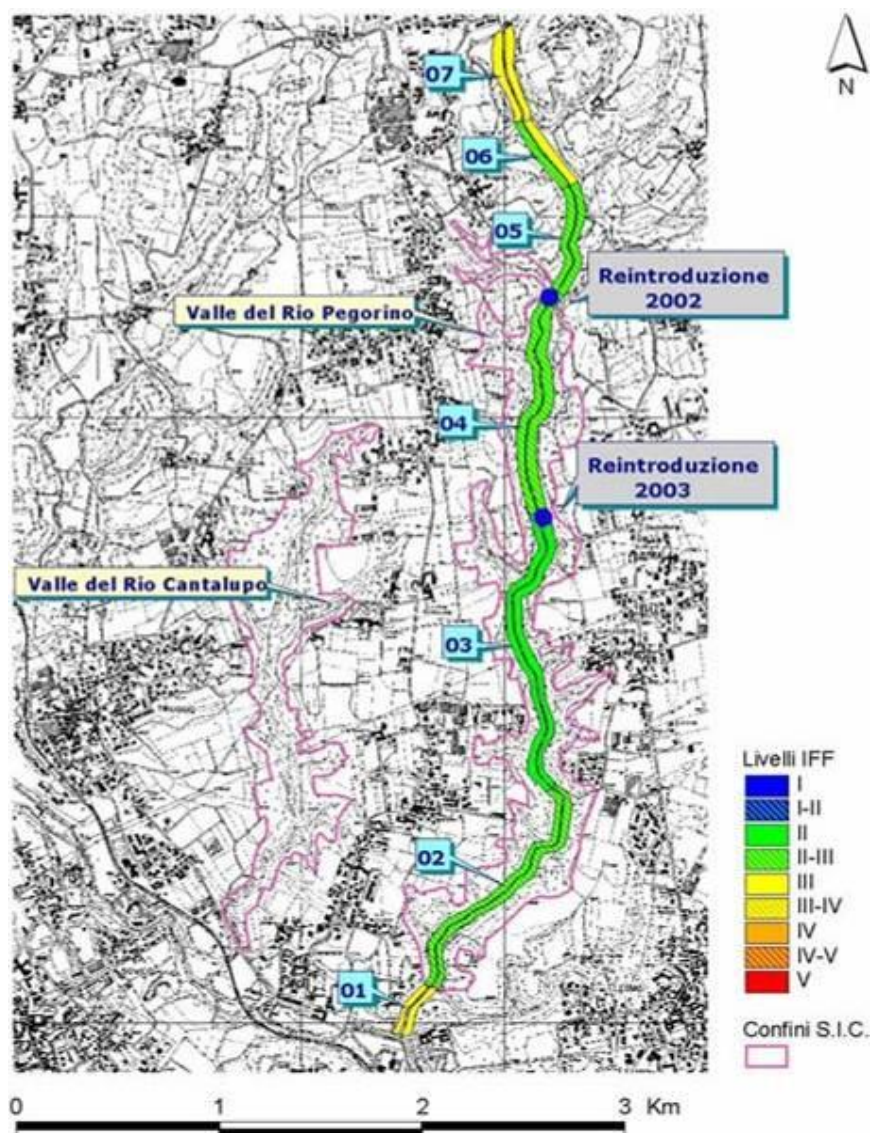 N
07
06
05
Reintroduzione
2002
Valle del Rio Pegorino
04
Reintroduzione
2003
Valle del Rio Cantalupo
03
02
01
Livelli IFF
I
I-II
II
II-III
III
III-IV
IV
IV-V
V
Confini S.I.C.
0 1 2 3 Km